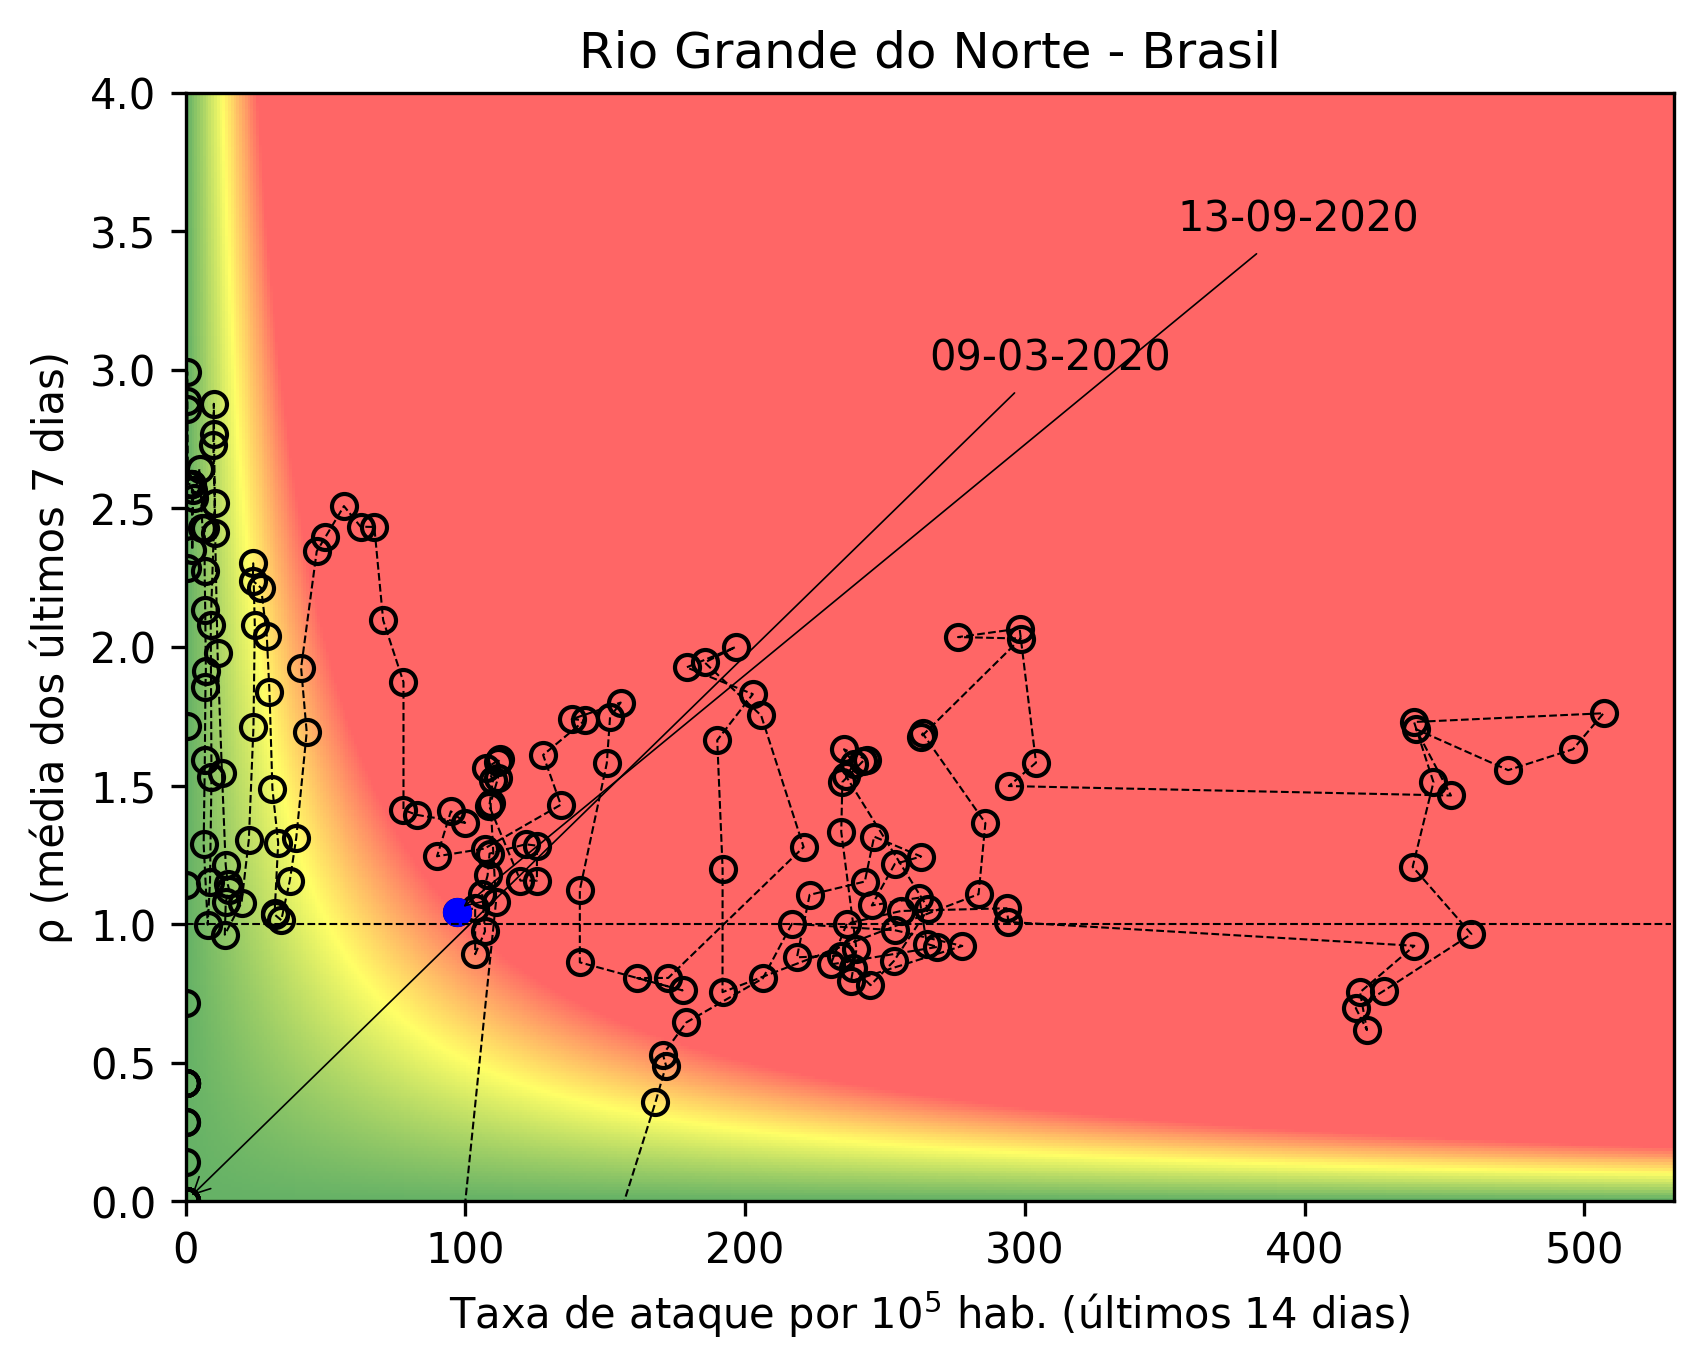 Rio Grande do Norte - Brasil
4.0
3.5
3.0
2.5
2.0
1.5
1.0
0.5
0.0
ρ (média dos últimos 7 dias)
13-09-2020
09-03-2020
0 100 200 300 400 500
Taxa de ataque por 10⁵ hab. (últimos 14 dias)